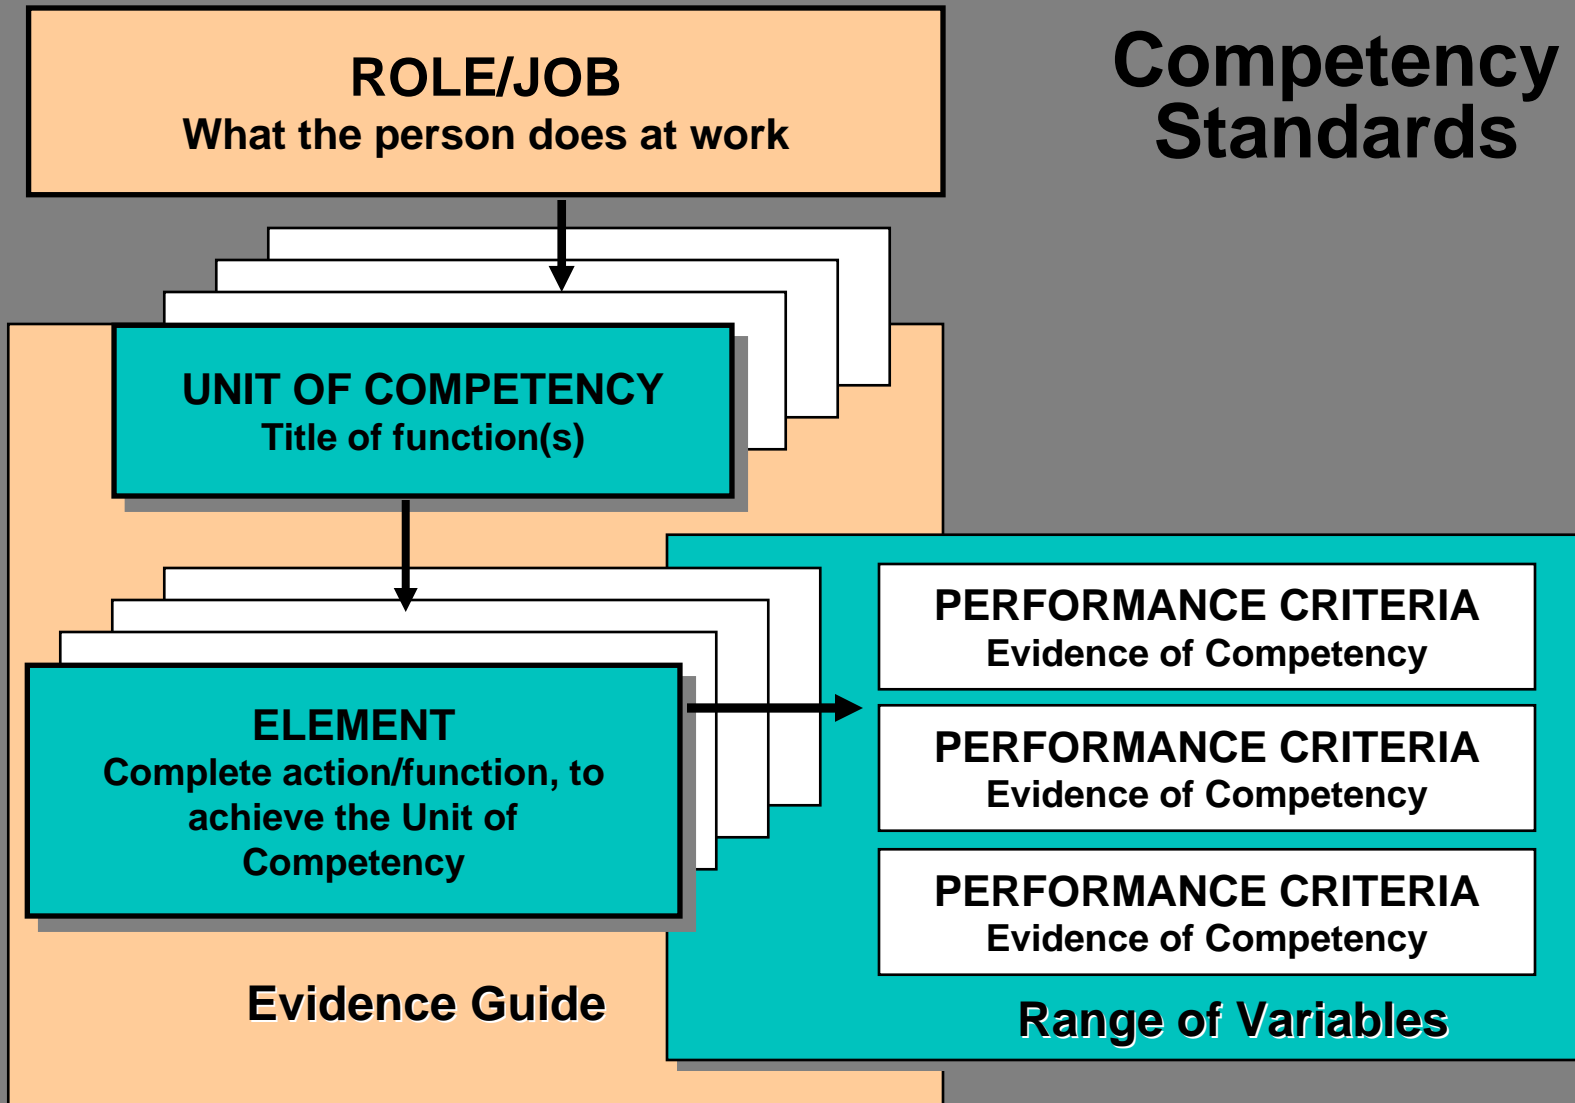 Competency
Standards
ROLE/JOB
What the person does at work
UNIT OF COMPETENCY
Title of function(s)
ELEMENT
Complete action/function, to
achieve the Unit of
Competency
PERFORMANCE CRITERIA
Evidence of Competency
PERFORMANCE CRITERIA
Evidence of Competency
PERFORMANCE CRITERIA
Evidence of Competency
Evidence Guide
Range of Variables